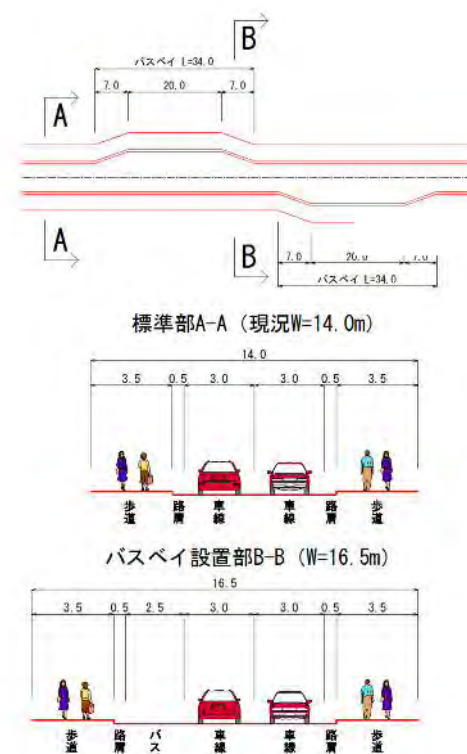 B
バスベイ L=34.0
7.0 20.0 7.0
A
A B
7.0 20.0 7.0
バスベイ L=34.0
標準部A-A (現況W=14.0m)
14.0
3.5 0.5 3.0 3.0 0.5 3.5
歩道 路肩 車線 車線 路肩 歩道
バスベイ設置部B-B (W=16.5m)
16.5
3.5 0.5 2.5 3.0 3.0 0.5 3.5
歩道 路肩 バス 車線 車線 路肩 歩道